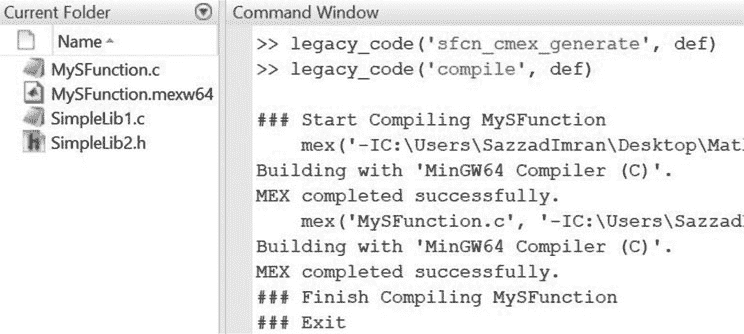 Current Folder
Name
MySFunction.c
MySFunction.mexw64
SimpleLib1.c
SimpleLib2.h
Command Window
>> legacy_code('sfcn_cmex_generate', def)
>> legacy_code('compile', def)
### Start Compiling MySFunction
mex('-IC:\Users\SazzadImran\Desktop\Mat
Building with 'MinGW64 Compiler (C)'.
MEX completed successfully.
mex('MySFunction.c', '-IC:\Users\Sazzad
Building with 'MinGW64 Compiler (C)'.
MEX completed successfully.
### Finish Compiling MySFunction
### Exit